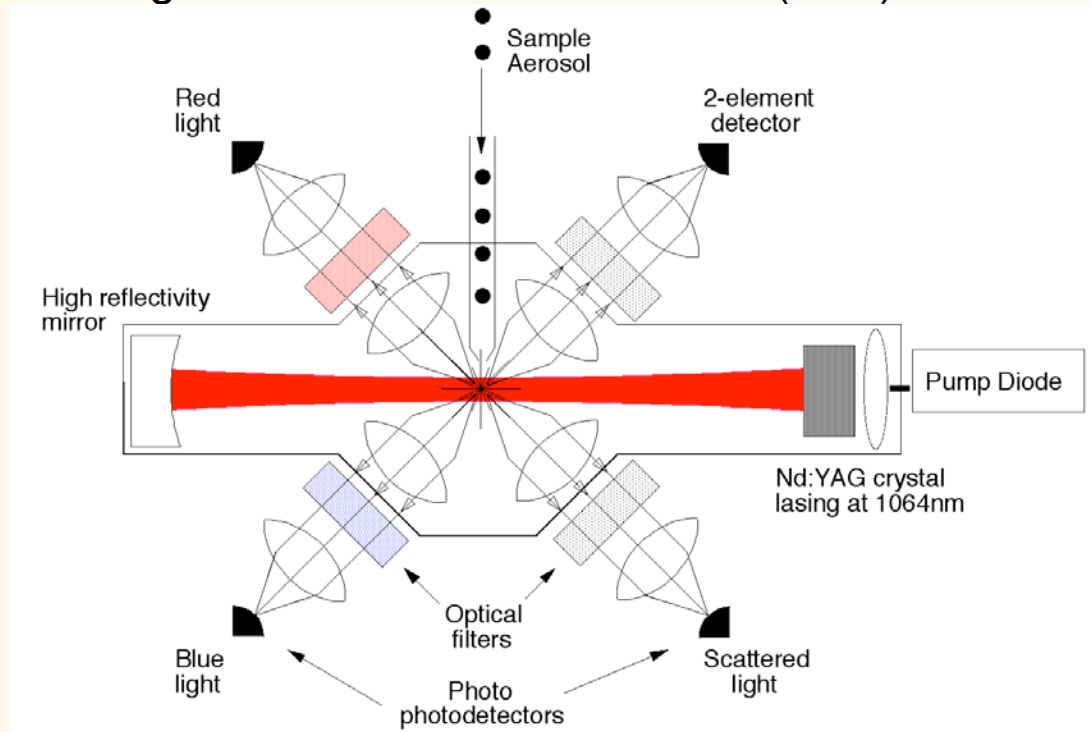 Sample
Aerosol
Red
light
2-element
detector
High reflectivity
mirror
Pump Diode
Nd:YAG crystal
lasing at 1064nm
Optical
filters
Blue
light
Scattered
light
Photo
photodetectors